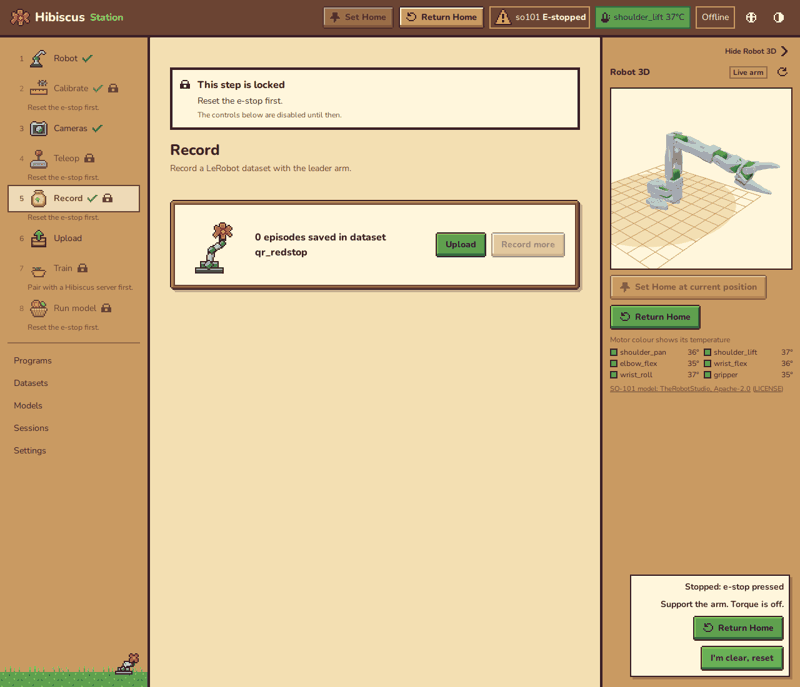 Hibiscus Station
Set Home
Return Home
so101 E-stopped
shoulder_lift 37°C
Offline
1 Robot
2 Calibrate
Reset the e-stop first.
3 Cameras
4 Teleop
Reset the e-stop first.
5 Record
Reset the e-stop first.
6 Upload
7 Train
Pair with a Hibiscus server first.
8 Run model
Reset the e-stop first.
Programs
Datasets
Models
Sessions
Settings
This step is locked
Reset the e-stop first.
The controls below are disabled until then.
Record
Record a LeRobot dataset with the leader arm.
0 episodes saved in dataset
qr_redstop
Upload
Record more
Hide Robot 3D
Robot 3D
Live arm
Set Home at current position
Return Home
Motor colour shows its temperature
shoulder_pan 36° shoulder_lift 37°
elbow_flex 35° wrist_flex 36°
wrist_roll 37° gripper 35°
SO-101 model: TheRobotStudio, Apache-2.0 (LICENSE)
Stopped: e-stop pressed
Support the arm. Torque is off.
Return Home
I'm clear, reset